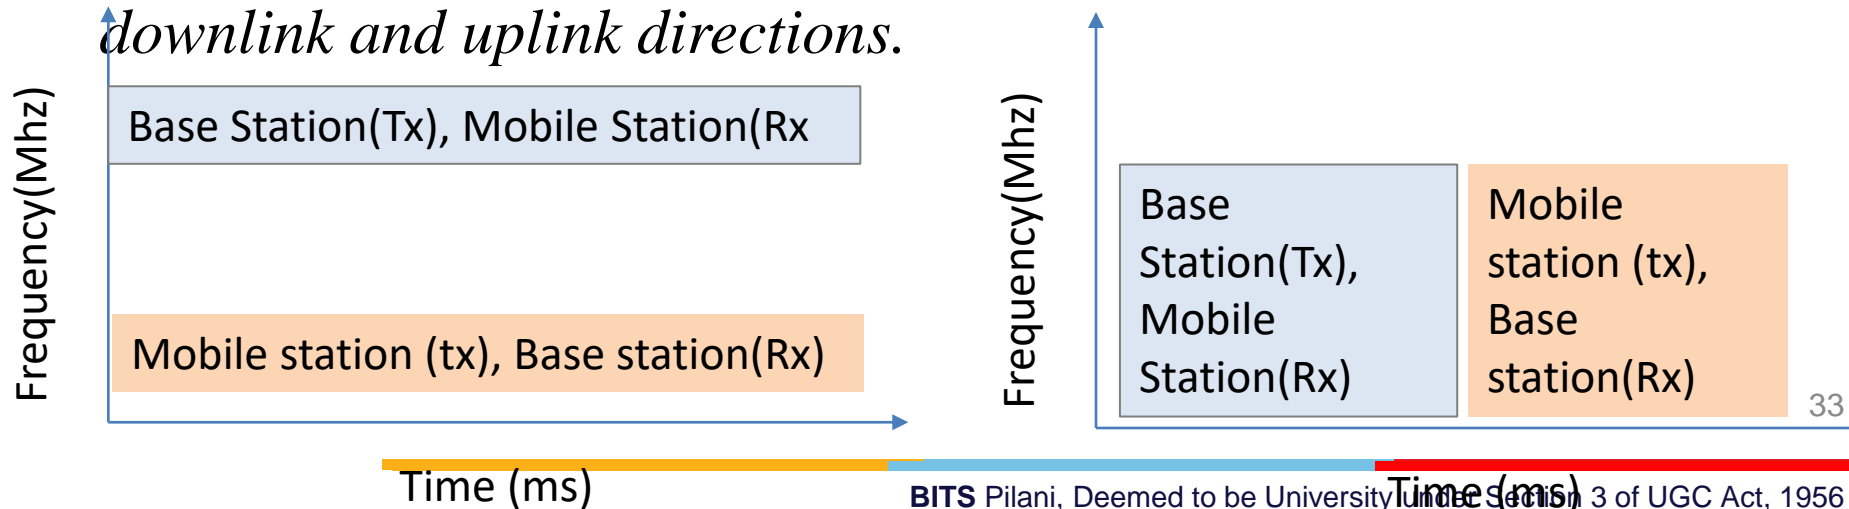 downlink and uplink directions.
Frequency(Mhz)
Base Station(Tx), Mobile Station(Rx
Mobile station (tx), Base station(Rx)
Time (ms)
Frequency(Mhz)
Base
Station(Tx),
Mobile
Station(Rx)
Mobile
station (tx),
Base
station(Rx)
33
Time (ms)
BITS Pilani, Deemed to be University under Section 3 of UGC Act, 1956